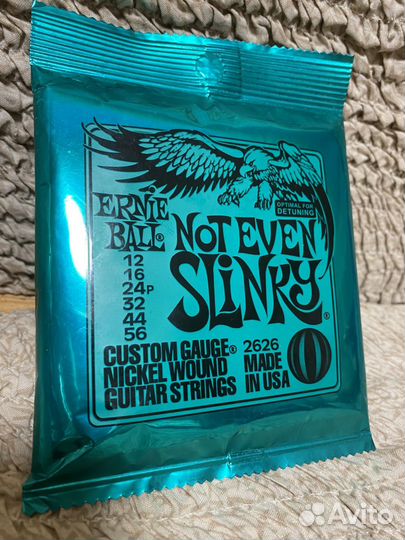 OPTIMAL FOR
DETUNING
ERNIE
BALL®
NOT EVEN
SLINKY®
12
16
24P
32
44
56
CUSTOM GAUGE®
NICKEL WOUND
GUITAR STRINGS
2626
MADE
IN USA
Avito